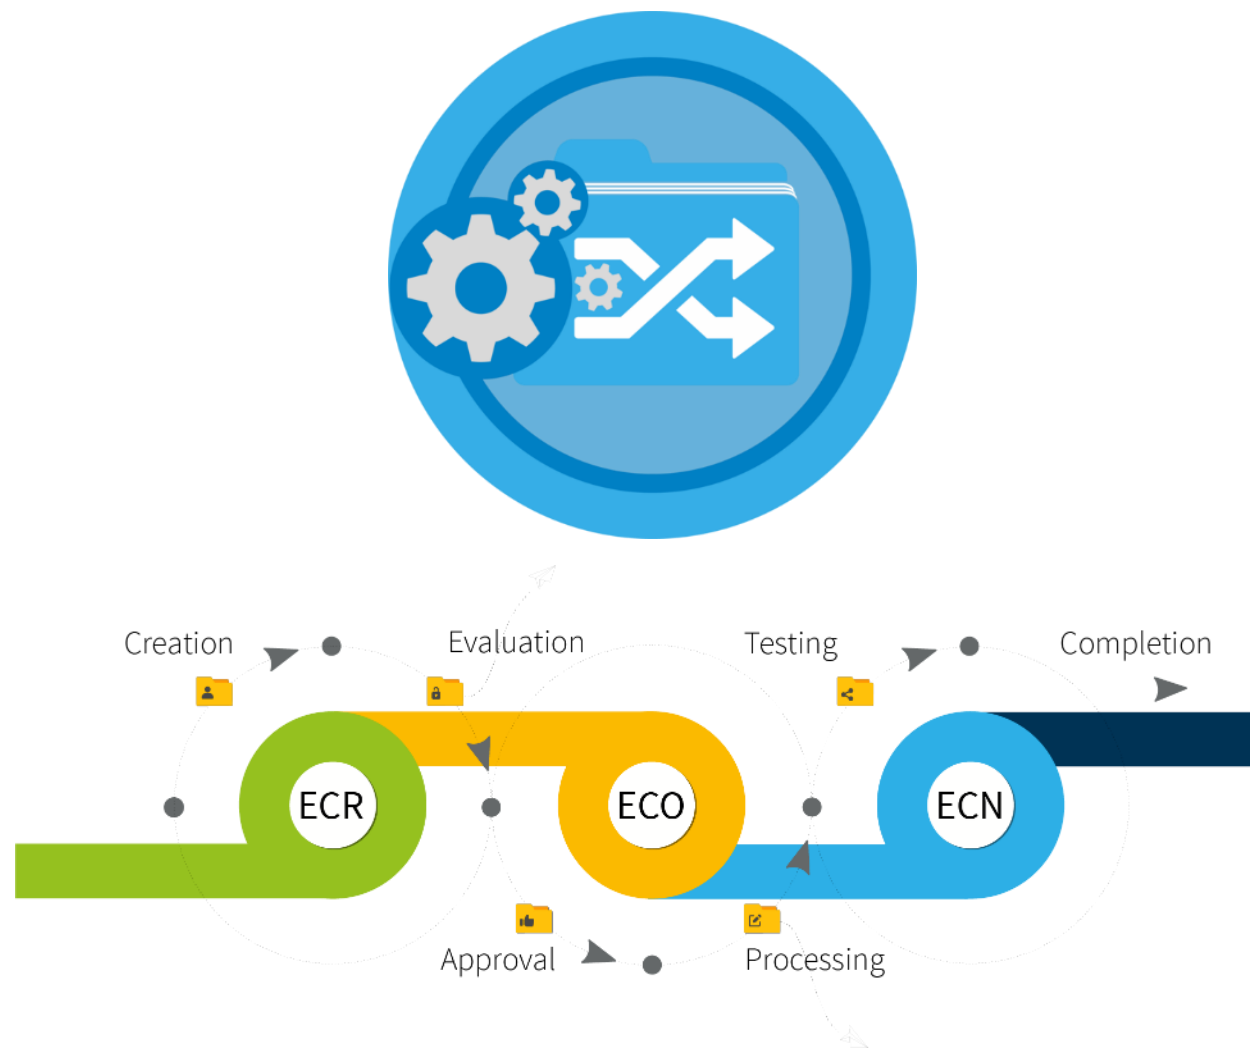 Creation
Evaluation
Testing
Completion
ECR
ECO
ECN
Approval
Processing